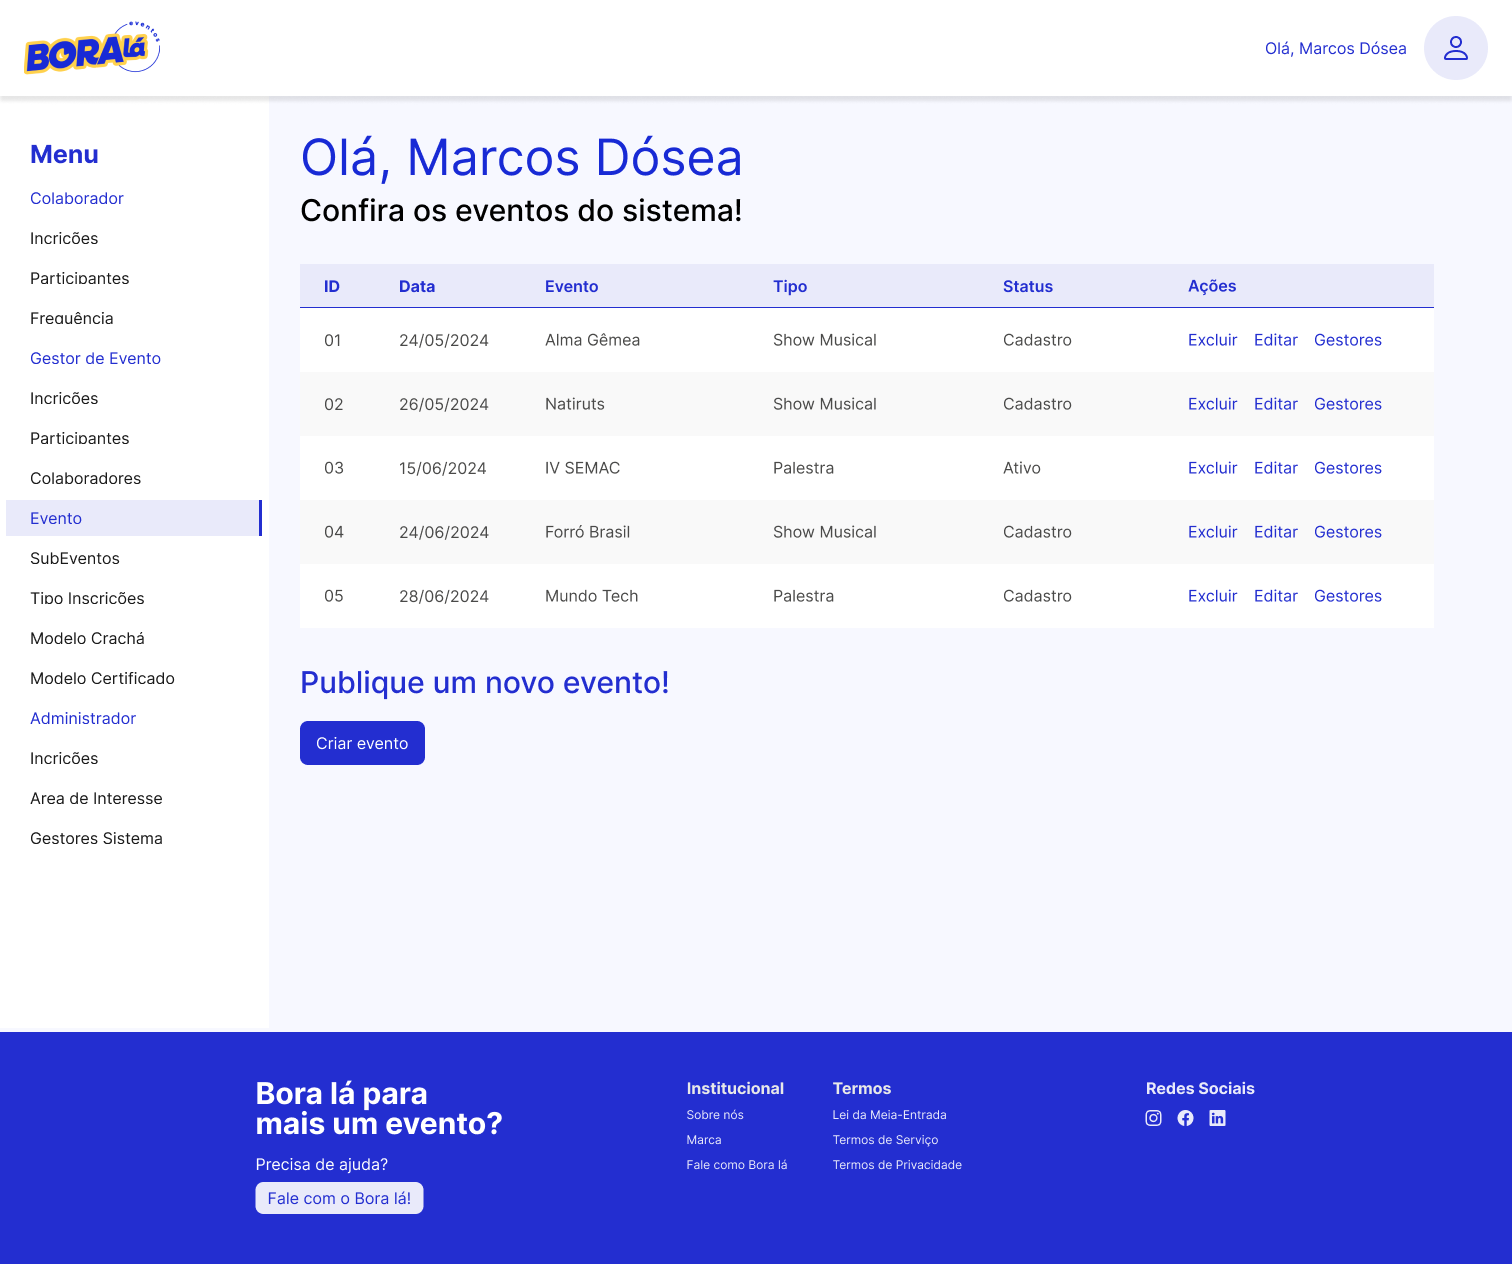 BORAlá eventos
Olá, Marcos Dósea
Menu
Colaborador
Incricões
Participantes
Frequência
Gestor de Evento
Incricões
Participantes
Colaboradores
Evento
SubEventos
Tipo Inscricões
Modelo Crachá
Modelo Certificado
Administrador
Incricões
Area de Interesse
Gestores Sistema
Olá, Marcos Dósea
Confira os eventos do sistema!
ID Data Evento Tipo Status Ações
01 24/05/2024 Alma Gêmea Show Musical Cadastro Excluir Editar Gestores
02 26/05/2024 Natiruts Show Musical Cadastro Excluir Editar Gestores
03 15/06/2024 IV SEMAC Palestra Ativo Excluir Editar Gestores
04 24/06/2024 Forró Brasil Show Musical Cadastro Excluir Editar Gestores
05 28/06/2024 Mundo Tech Palestra Cadastro Excluir Editar Gestores
Publique um novo evento!
Criar evento
Bora lá para
mais um evento?
Precisa de ajuda?
Fale com o Bora lá!
Institucional
Sobre nós
Marca
Fale como Bora lá
Termos
Lei da Meia-Entrada
Termos de Serviço
Termos de Privacidade
Redes Sociais